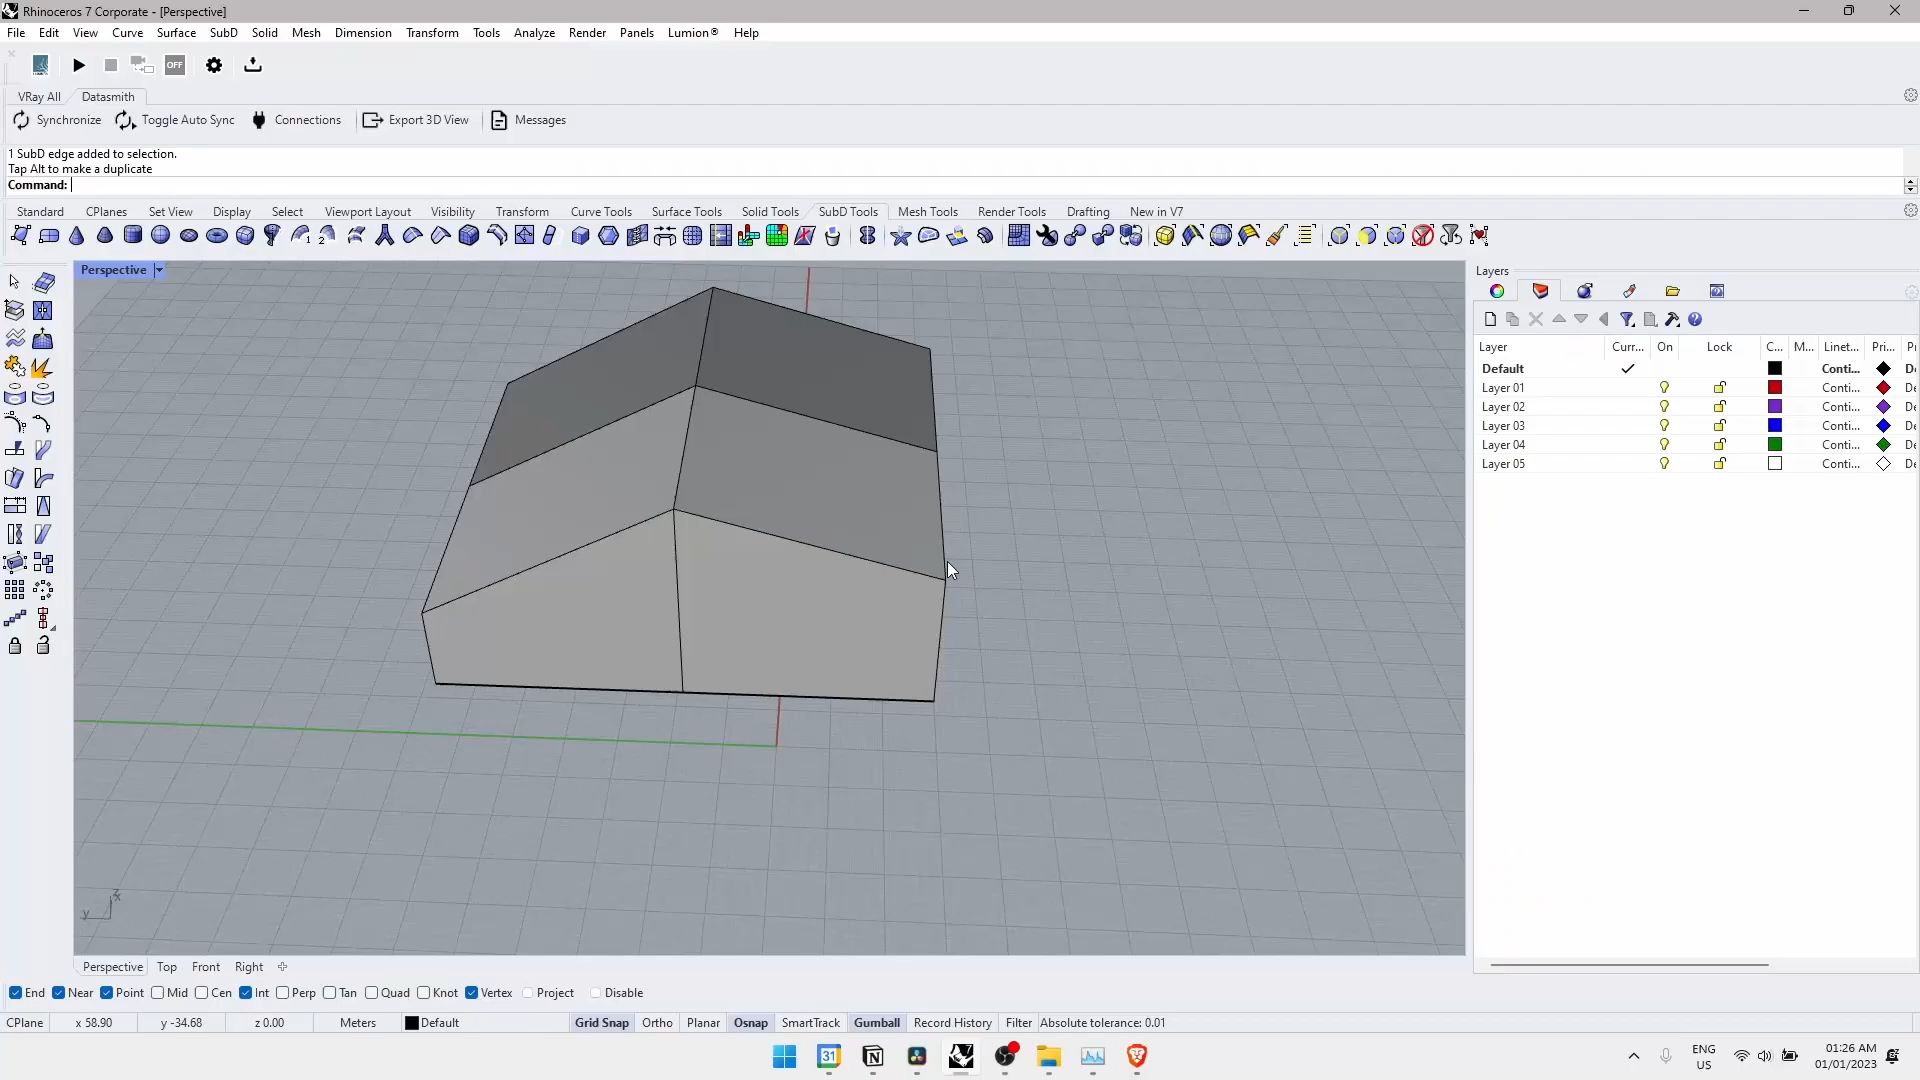 Rhinoceros 7 Corporate - [Perspective]
File Edit View Curve Surface SubD Solid Mesh Dimension Transform Tools Analyze Render Panels Lumion® Help
OFF
VRay All Datasmith
Synchronize Toggle Auto Sync Connections Export 3D View Messages
1 SubD edge added to selection.
Tap Alt to make a duplicate
Command:
Standard CPlanes Set View Display Select Viewport Layout Visibility Transform Curve Tools Surface Tools Solid Tools SubD Tools Mesh Tools Render Tools Drafting New in V7
Perspective
Layers
Layer Curr... On Lock C... M... Linet... Pri...
Default Conti...
Layer 01 Conti...
Layer 02 Conti...
Layer 03 Conti...
Layer 04 Conti...
Layer 05 Conti...
z
x
y
Perspective Top Front Right
End Near Point Mid Cen Int Perp Tan Quad Knot Vertex Project Disable
CPlane x 58.90 y -34.68 z 0.00 Meters Default Grid Snap Ortho Planar Osnap SmartTrack Gumball Record History Filter Absolute tolerance: 0.01
31
7
ENG
US
01:26 AM
01/01/2023